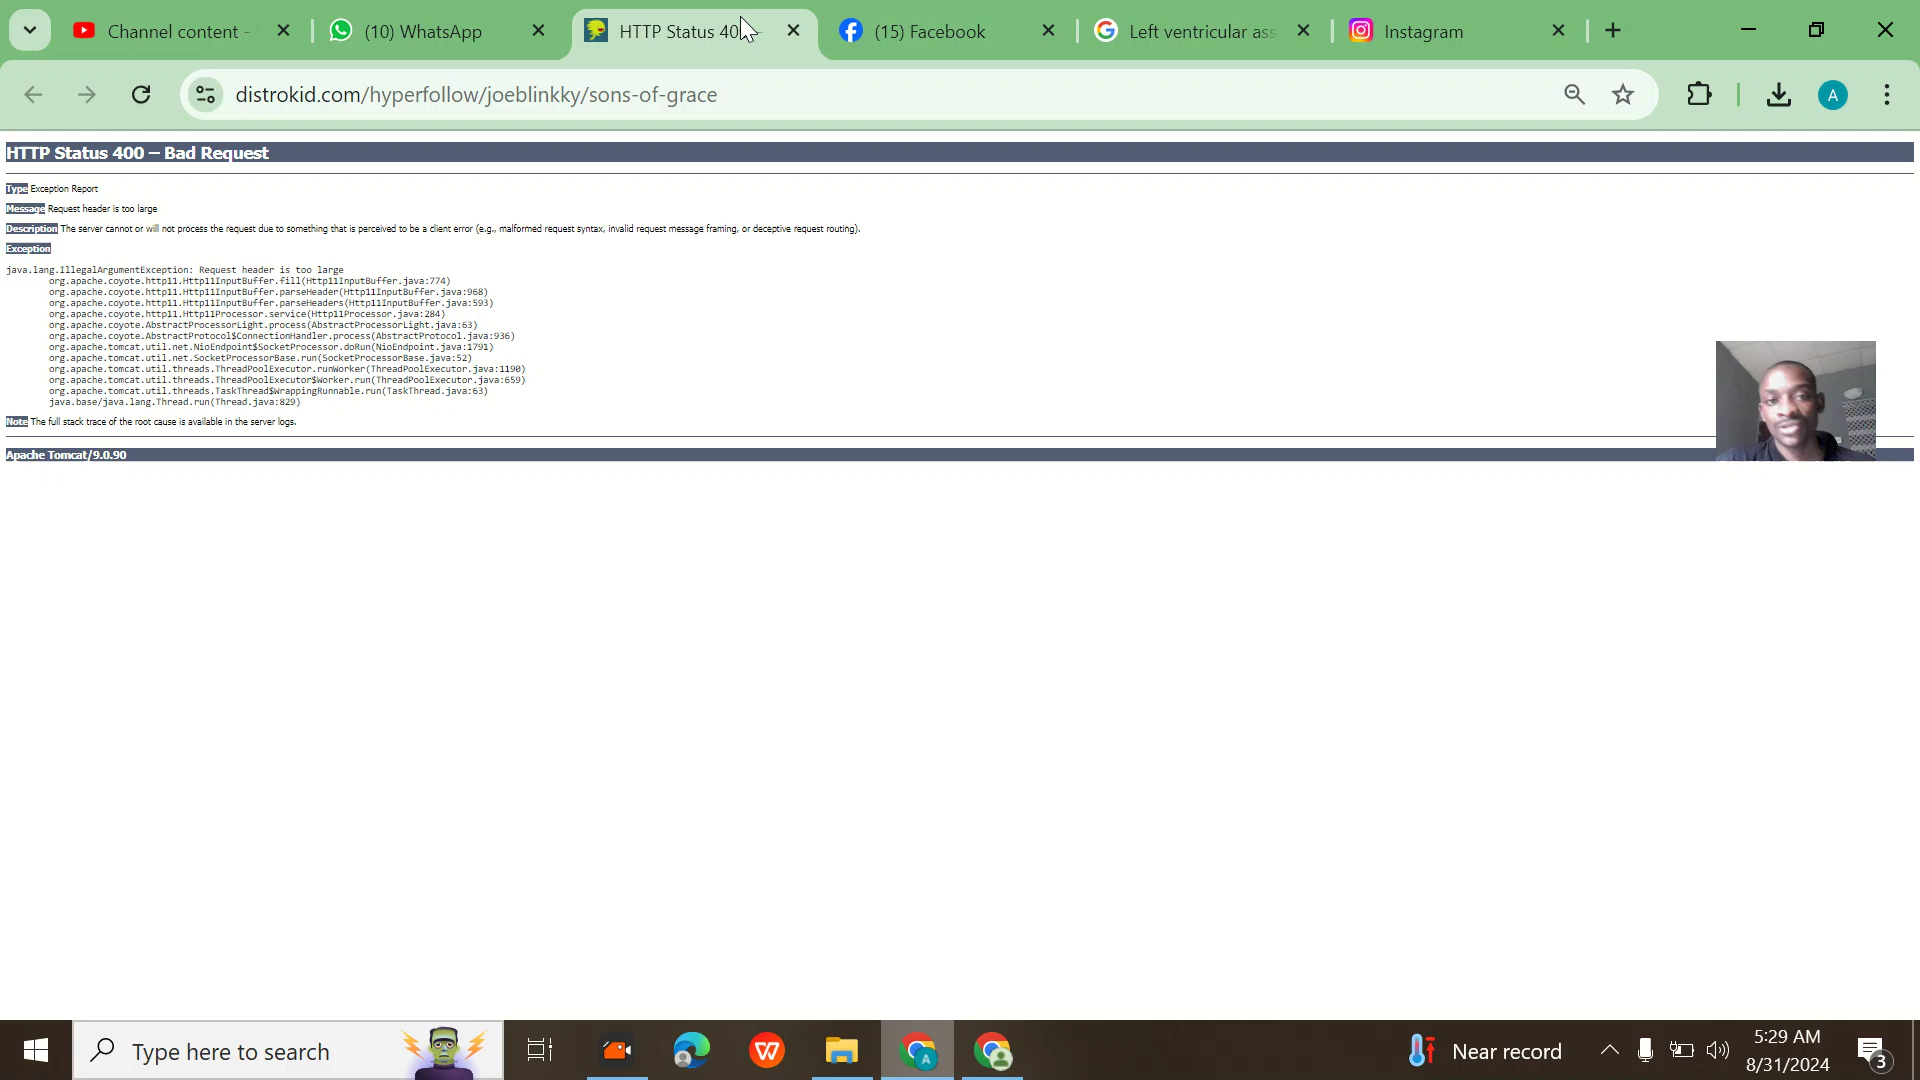 Channel content -
(10) WhatsApp
HTTP Status 40
(15) Facebook
Left ventricular ass
Instagram
distrokid.com/hyperfollow/joeblinkky/sons-of-grace
A
HTTP Status 400 – Bad Request
Type Exception Report
Message Request header is too large
Description The server cannot or will not process the request due to something that is perceived to be a client error (e.g., malformed request syntax, invalid request message framing, or deceptive request routing).
Exception
java.lang.IllegalArgumentException: Request header is too large
org.apache.coyote.http11.Http11InputBuffer.fill(Http11InputBuffer.java:774)
org.apache.coyote.http11.Http11InputBuffer.parseHeader(Http11InputBuffer.java:968)
org.apache.coyote.http11.Http11InputBuffer.parseHeaders(Http11InputBuffer.java:593)
org.apache.coyote.http11.Http11Processor.service(Http11Processor.java:284)
org.apache.coyote.AbstractProcessorLight.process(AbstractProcessorLight.java:63)
org.apache.coyote.AbstractProtocol$ConnectionHandler.process(AbstractProtocol.java:936)
org.apache.tomcat.util.net.NioEndpoint$SocketProcessor.doRun(NioEndpoint.java:1791)
org.apache.tomcat.util.net.SocketProcessorBase.run(SocketProcessorBase.java:52)
org.apache.tomcat.util.threads.ThreadPoolExecutor.runWorker(ThreadPoolExecutor.java:1190)
org.apache.tomcat.util.threads.ThreadPoolExecutor$Worker.run(ThreadPoolExecutor.java:659)
org.apache.tomcat.util.threads.TaskThread$WrappingRunnable.run(TaskThread.java:63)
java.base/java.lang.Thread.run(Thread.java:829)
Note The full stack trace of the root cause is available in the server logs.
Apache Tomcat/9.0.90
Type here to search
W
A
Near record
5:29 AM
8/31/2024
3